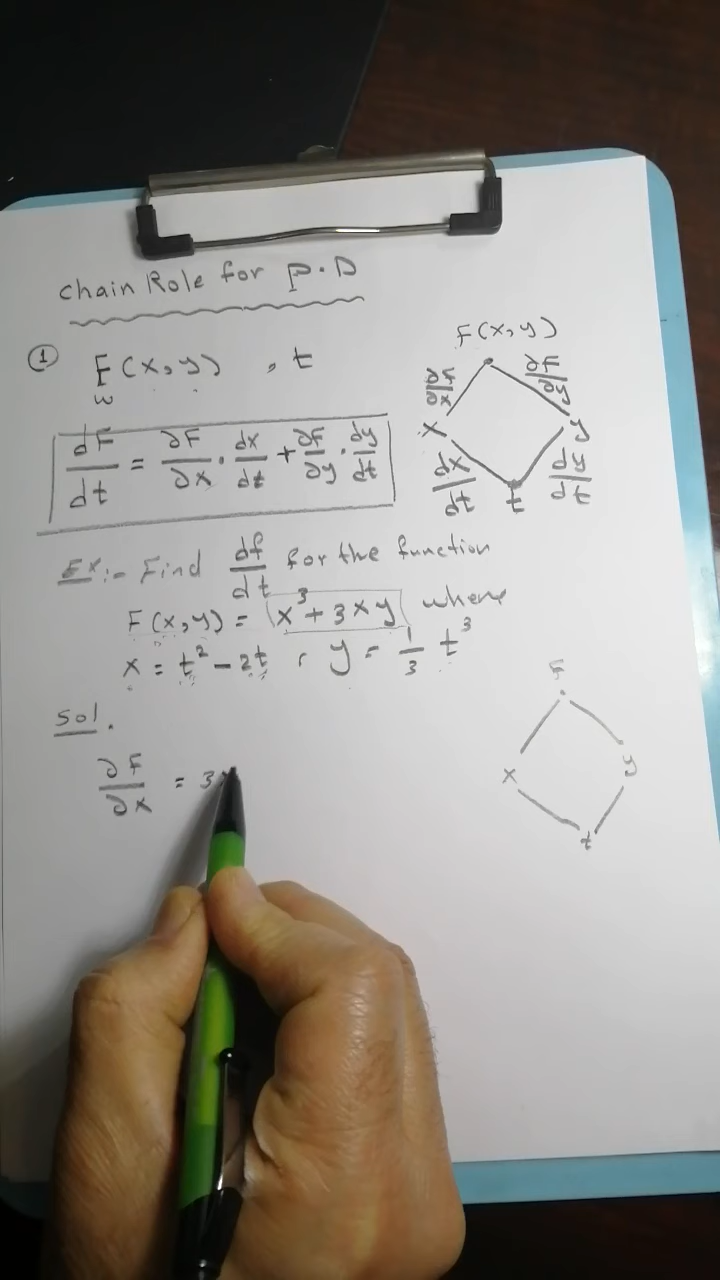 Chain Role for P.D
① F(x,y) , t
ω
dF/dt = ∂F/∂x . dx/dt + ∂F/∂y . dy/dt
F(x,y)
∂F/∂x ∂F/∂y
x y
dx/dt dy/dt
t
Ex:- Find df/dt for the function
F(x,y) = x³ + 3xy where
x = t² - 2t , y = 1/3 t³
Sol.
F
x y
t
∂F/∂x = 3x